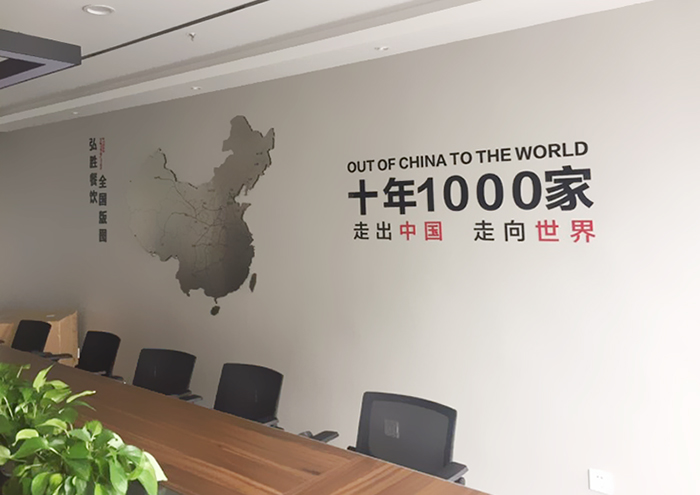 弘胜餐饮
全国版图
OUT OF CHINA TO THE WORLD
十年1000家
走出中国 走向世界